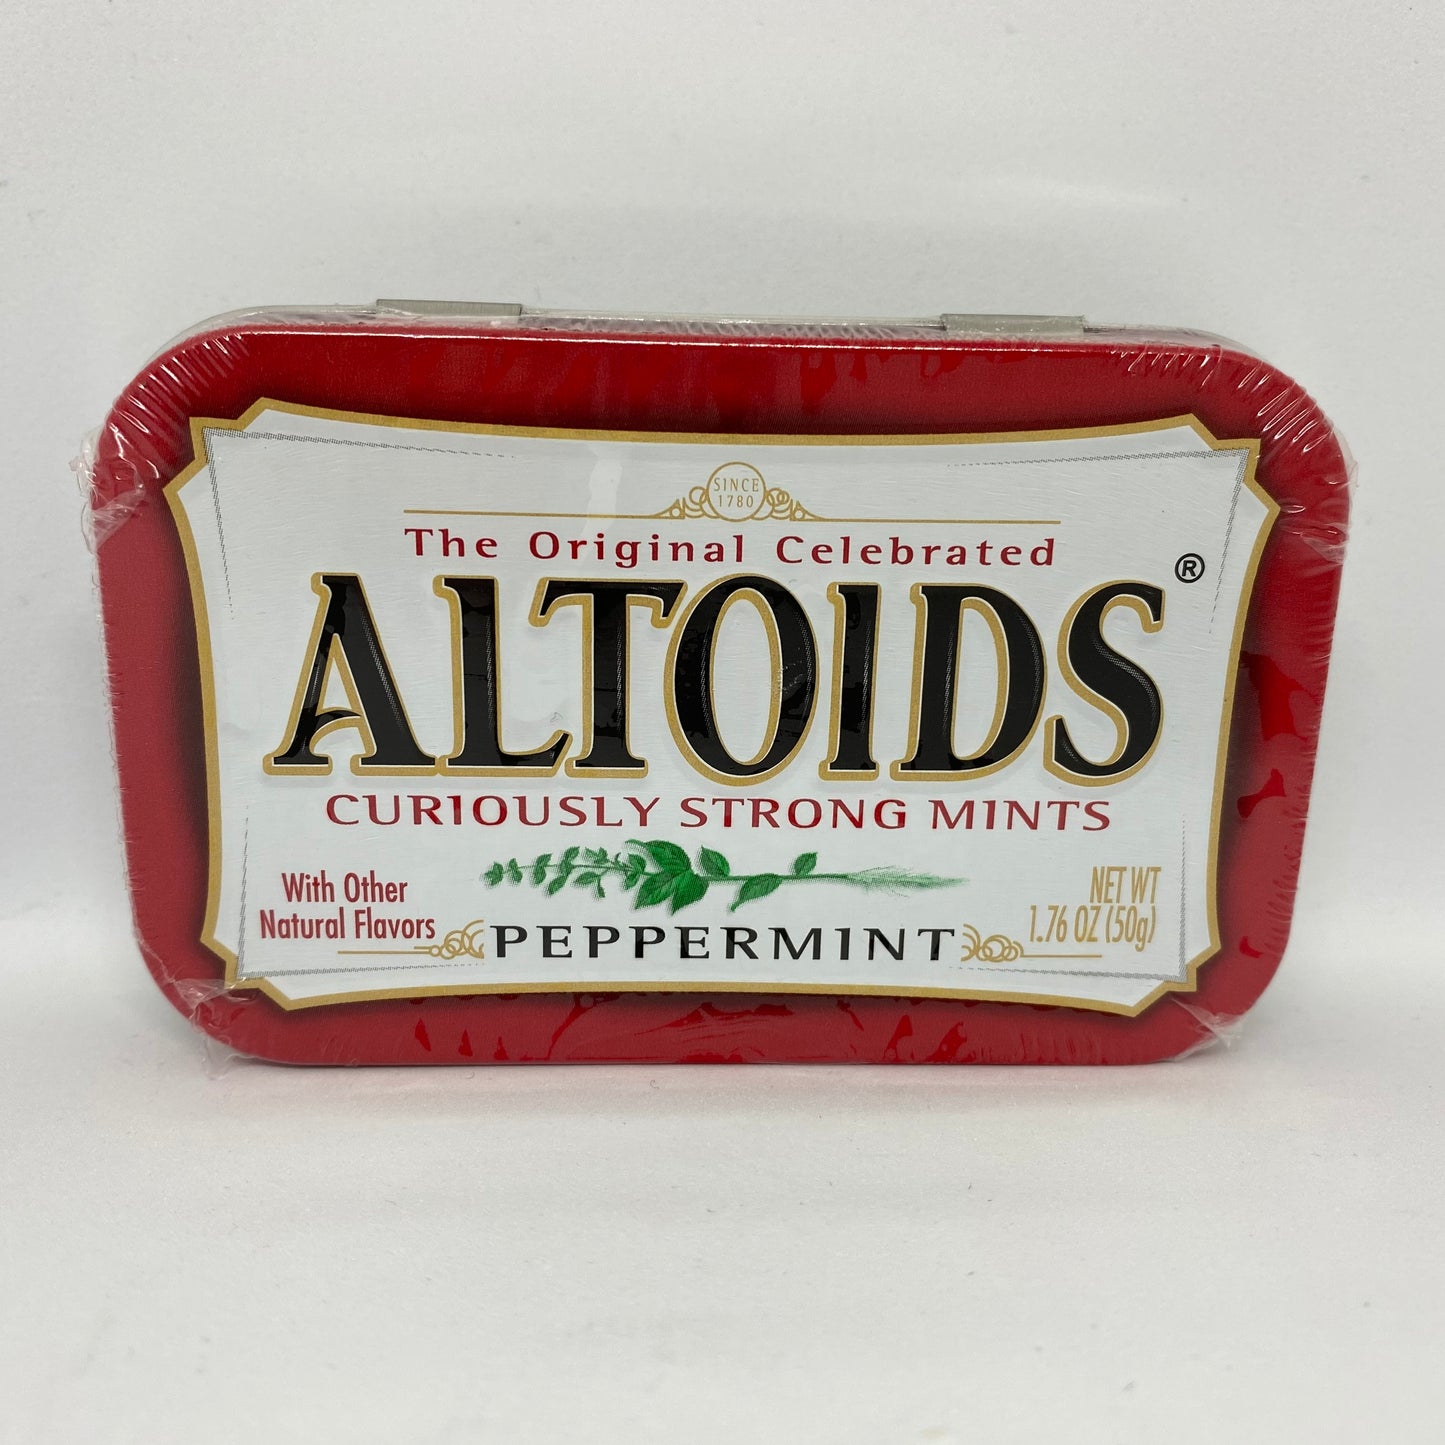 SINCE
1780
The Original Celebrated
ALTOIDS®
CURIOUSLY STRONG MINTS
With Other
Natural Flavors
PEPPERMINT
NET WT
1.76 OZ (50g)